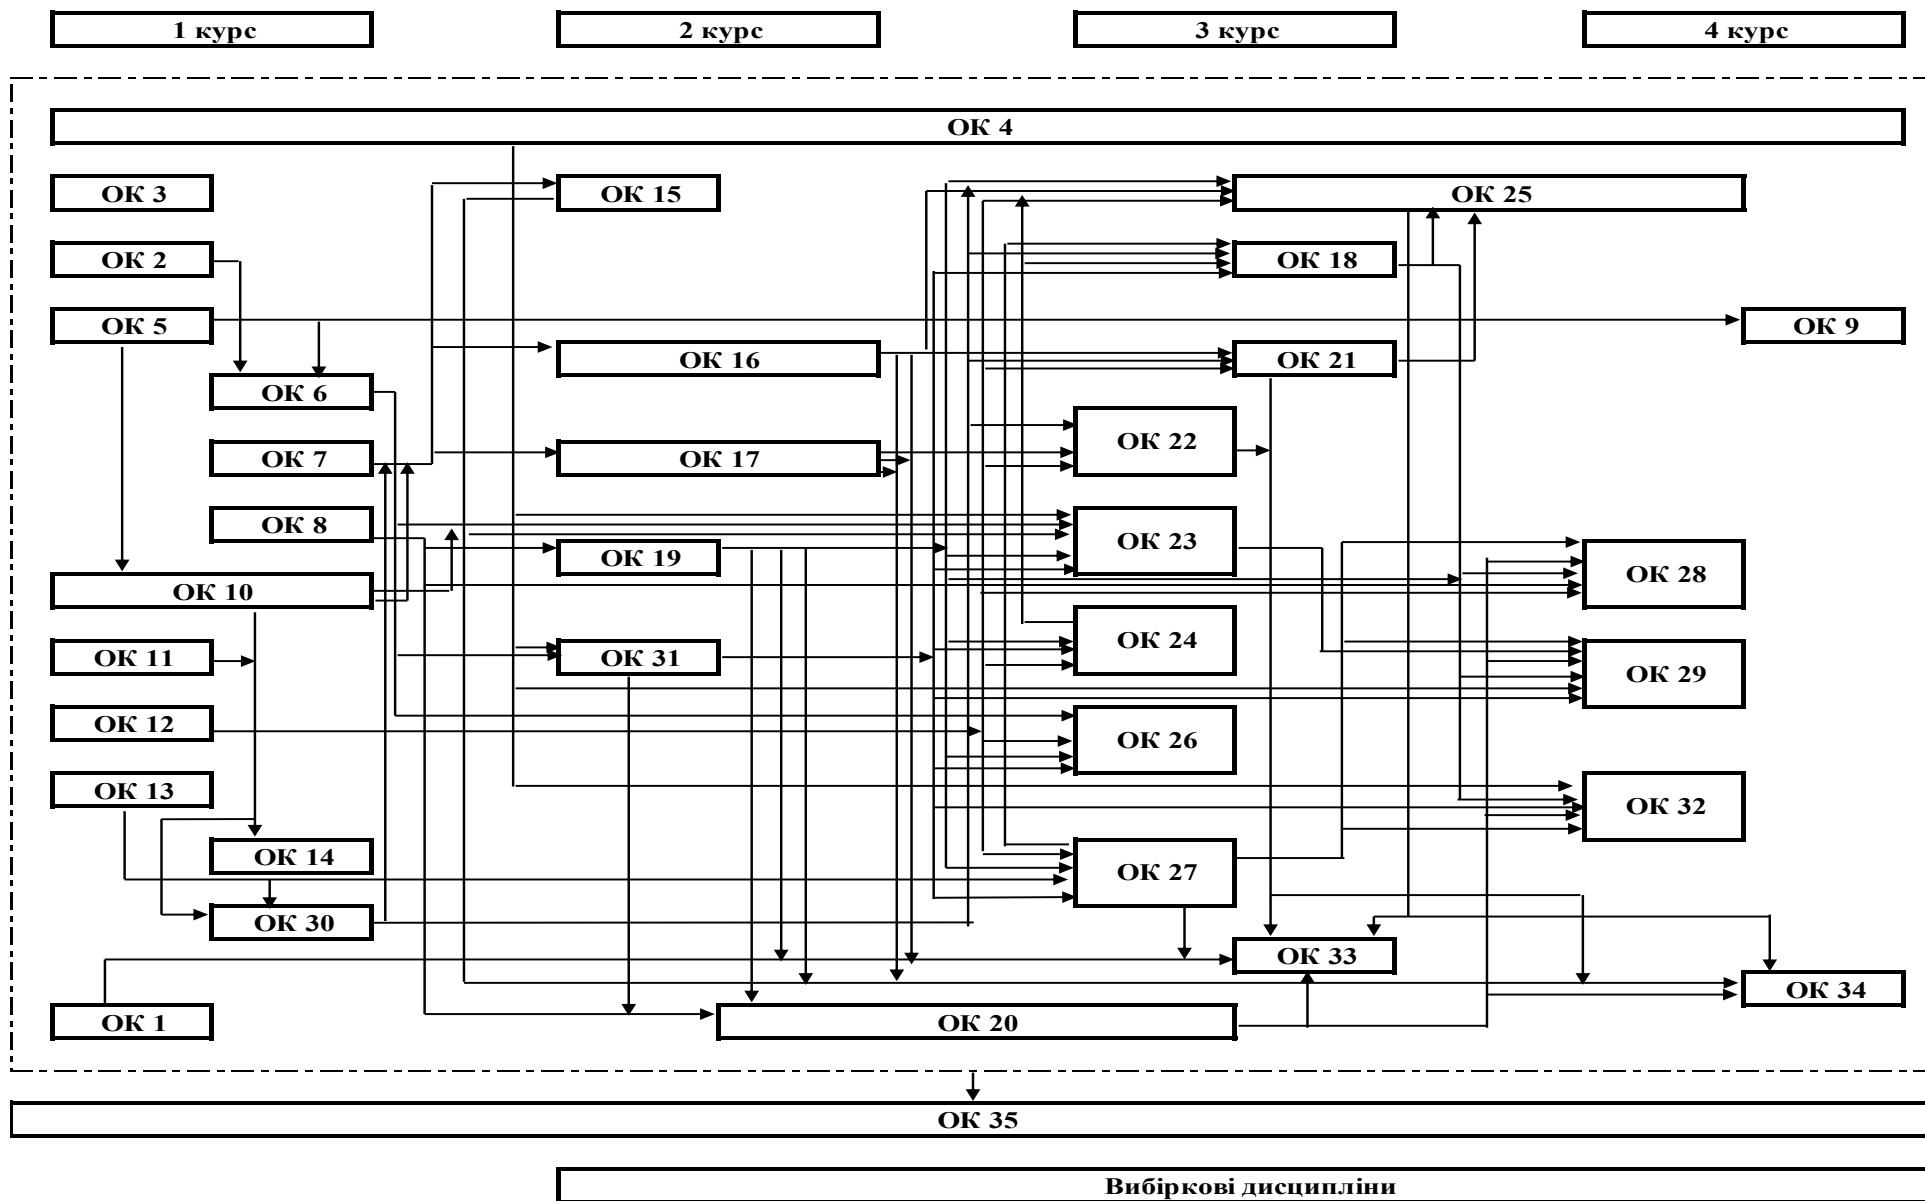 1 курс
2 курс
3 курс
4 курс
ОК 4
ОК 3
ОК 15
ОК 25
ОК 2
ОК 18
ОК 5
ОК 9
ОК 16
ОК 21
ОК 6
ОК 7
ОК 17
ОК 22
ОК 8
ОК 19
ОК 23
ОК 28
ОК 10
ОК 11
ОК 31
ОК 24
ОК 29
ОК 12
ОК 26
ОК 13
ОК 32
ОК 14
ОК 27
ОК 30
ОК 33
ОК 34
ОК 1
ОК 20
ОК 35
Вибіркові дисципліни